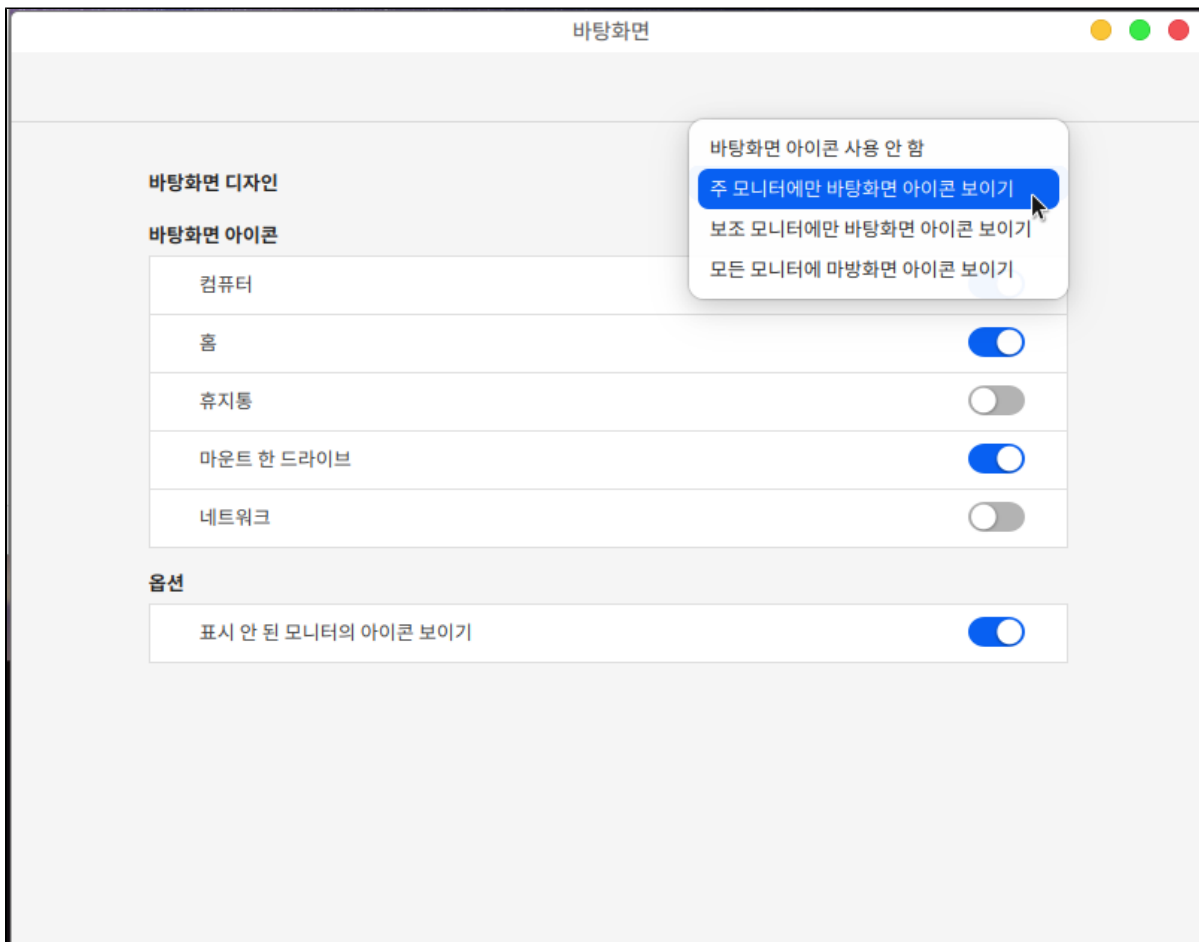 바탕화면
바탕화면 아이콘 사용 안 함
바탕화면 디자인
주 모니터에만 바탕화면 아이콘 보이기
보조 모니터에만 바탕화면 아이콘 보이기
모든 모니터에 마방화면 아이콘 보이기
바탕화면 아이콘
컴퓨터
홈
휴지통
마운트 한 드라이브
네트워크
옵션
표시 안 된 모니터의 아이콘 보이기